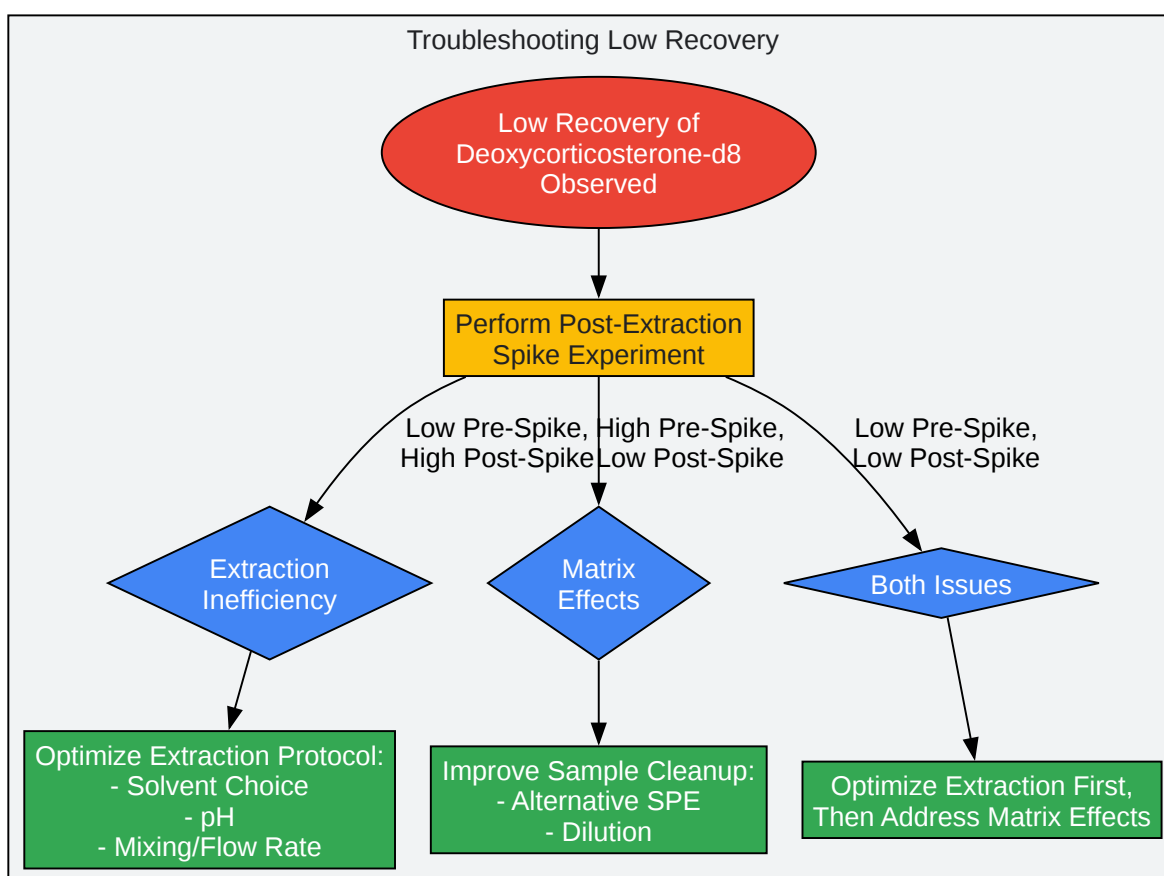 Troubleshooting Low Recovery
Low Recovery of
Deoxycorticosterone-d8
Observed
Perform Post-Extraction
Spike Experiment
Low Pre-Spike,
High Post-Spike
High Pre-Spike,
Low Post-Spike
Low Pre-Spike,
Low Post-Spike
Extraction
Inefficiency
Matrix
Effects
Both Issues
Optimize Extraction Protocol:
- Solvent Choice
- pH
- Mixing/Flow Rate
Improve Sample Cleanup:
- Alternative SPE
- Dilution
Optimize Extraction First,
Then Address Matrix Effects